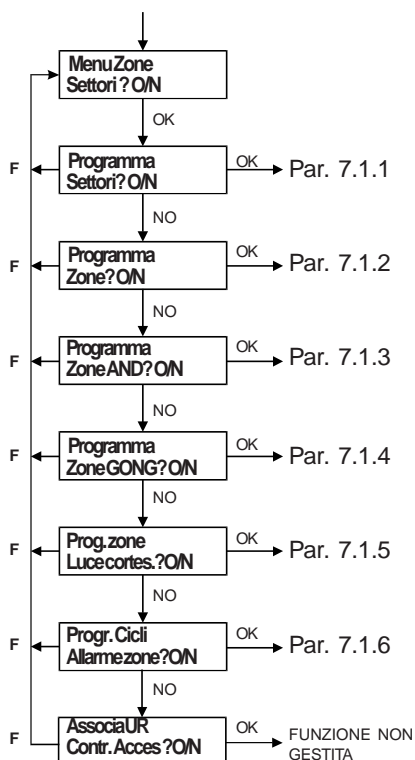 Menu Zone
Settori ? O/N
OK
F
Programma
Settori? O/N
OK
Par. 7.1.1
NO
F
Programma
Zone? O/N
OK
Par. 7.1.2
NO
F
Programma
Zone AND? O/N
OK
Par. 7.1.3
NO
F
Programma
Zone GONG? O/N
OK
Par. 7.1.4
NO
F
Prog. zone
Luce cortes.? O/N
OK
Par. 7.1.5
NO
F
Progr. Cicli
Allarme zone? O/N
OK
Par. 7.1.6
NO
F
Associa UR
Contr. Acces ? O/N
OK
FUNZIONE NON
GESTITA